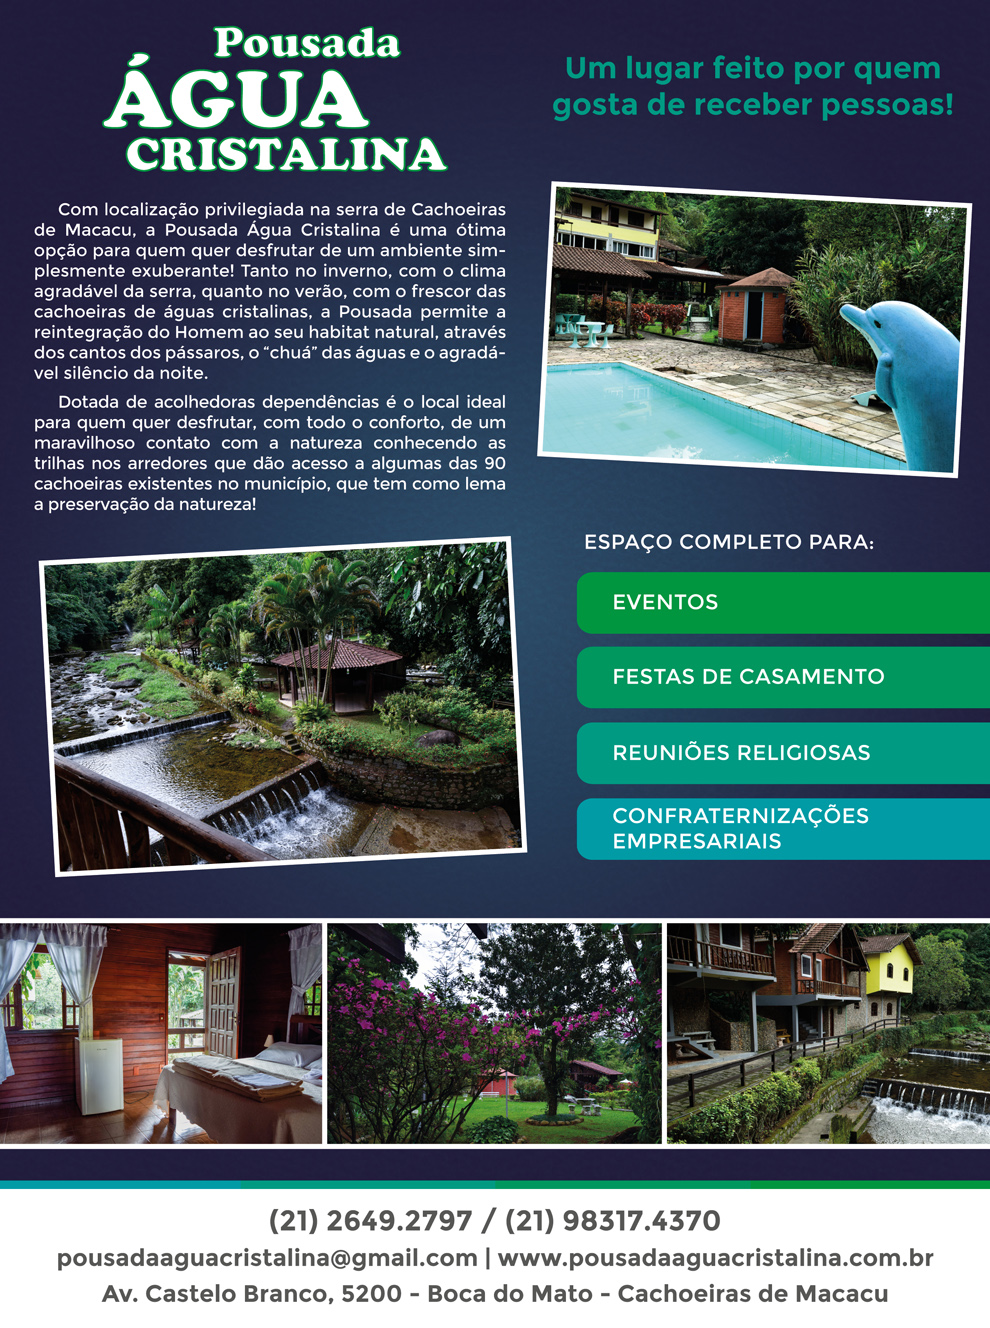 Pousada
ÁGUA
CRISTALINA
Um lugar feito por quem
gosta de receber pessoas!
Com localização privilegiada na serra de Cachoeiras
de Macacu, a Pousada Água Cristalina é uma ótima
opção para quem quer desfrutar de um ambiente sim-
plesmente exuberante! Tanto no inverno, com o clima
agradável da serra, quanto no verão, com o frescor das
cachoeiras de águas cristalinas, a Pousada permite a
reintegração do Homem ao seu habitat natural, através
dos cantos dos pássaros, o “chuá” das águas e o agradá-
vel silêncio da noite.
Dotada de acolhedoras dependências é o local ideal
para quem quer desfrutar, com todo o conforto, de um
maravilhoso contato com a natureza conhecendo as
trilhas nos arredores que dão acesso a algumas das 90
cachoeiras existentes no município, que tem como lema
a preservação da natureza!
ESPAÇO COMPLETO PARA:
EVENTOS
FESTAS DE CASAMENTO
REUNIÕES RELIGIOSAS
CONFRATERNIZAÇÕES
EMPRESARIAIS
(21) 2649.2797 / (21) 98317.4370
pousadaaguacristalina@gmail.com | www.pousadaaguacristalina.com.br
Av. Castelo Branco, 5200 - Boca do Mato - Cachoeiras de Macacu